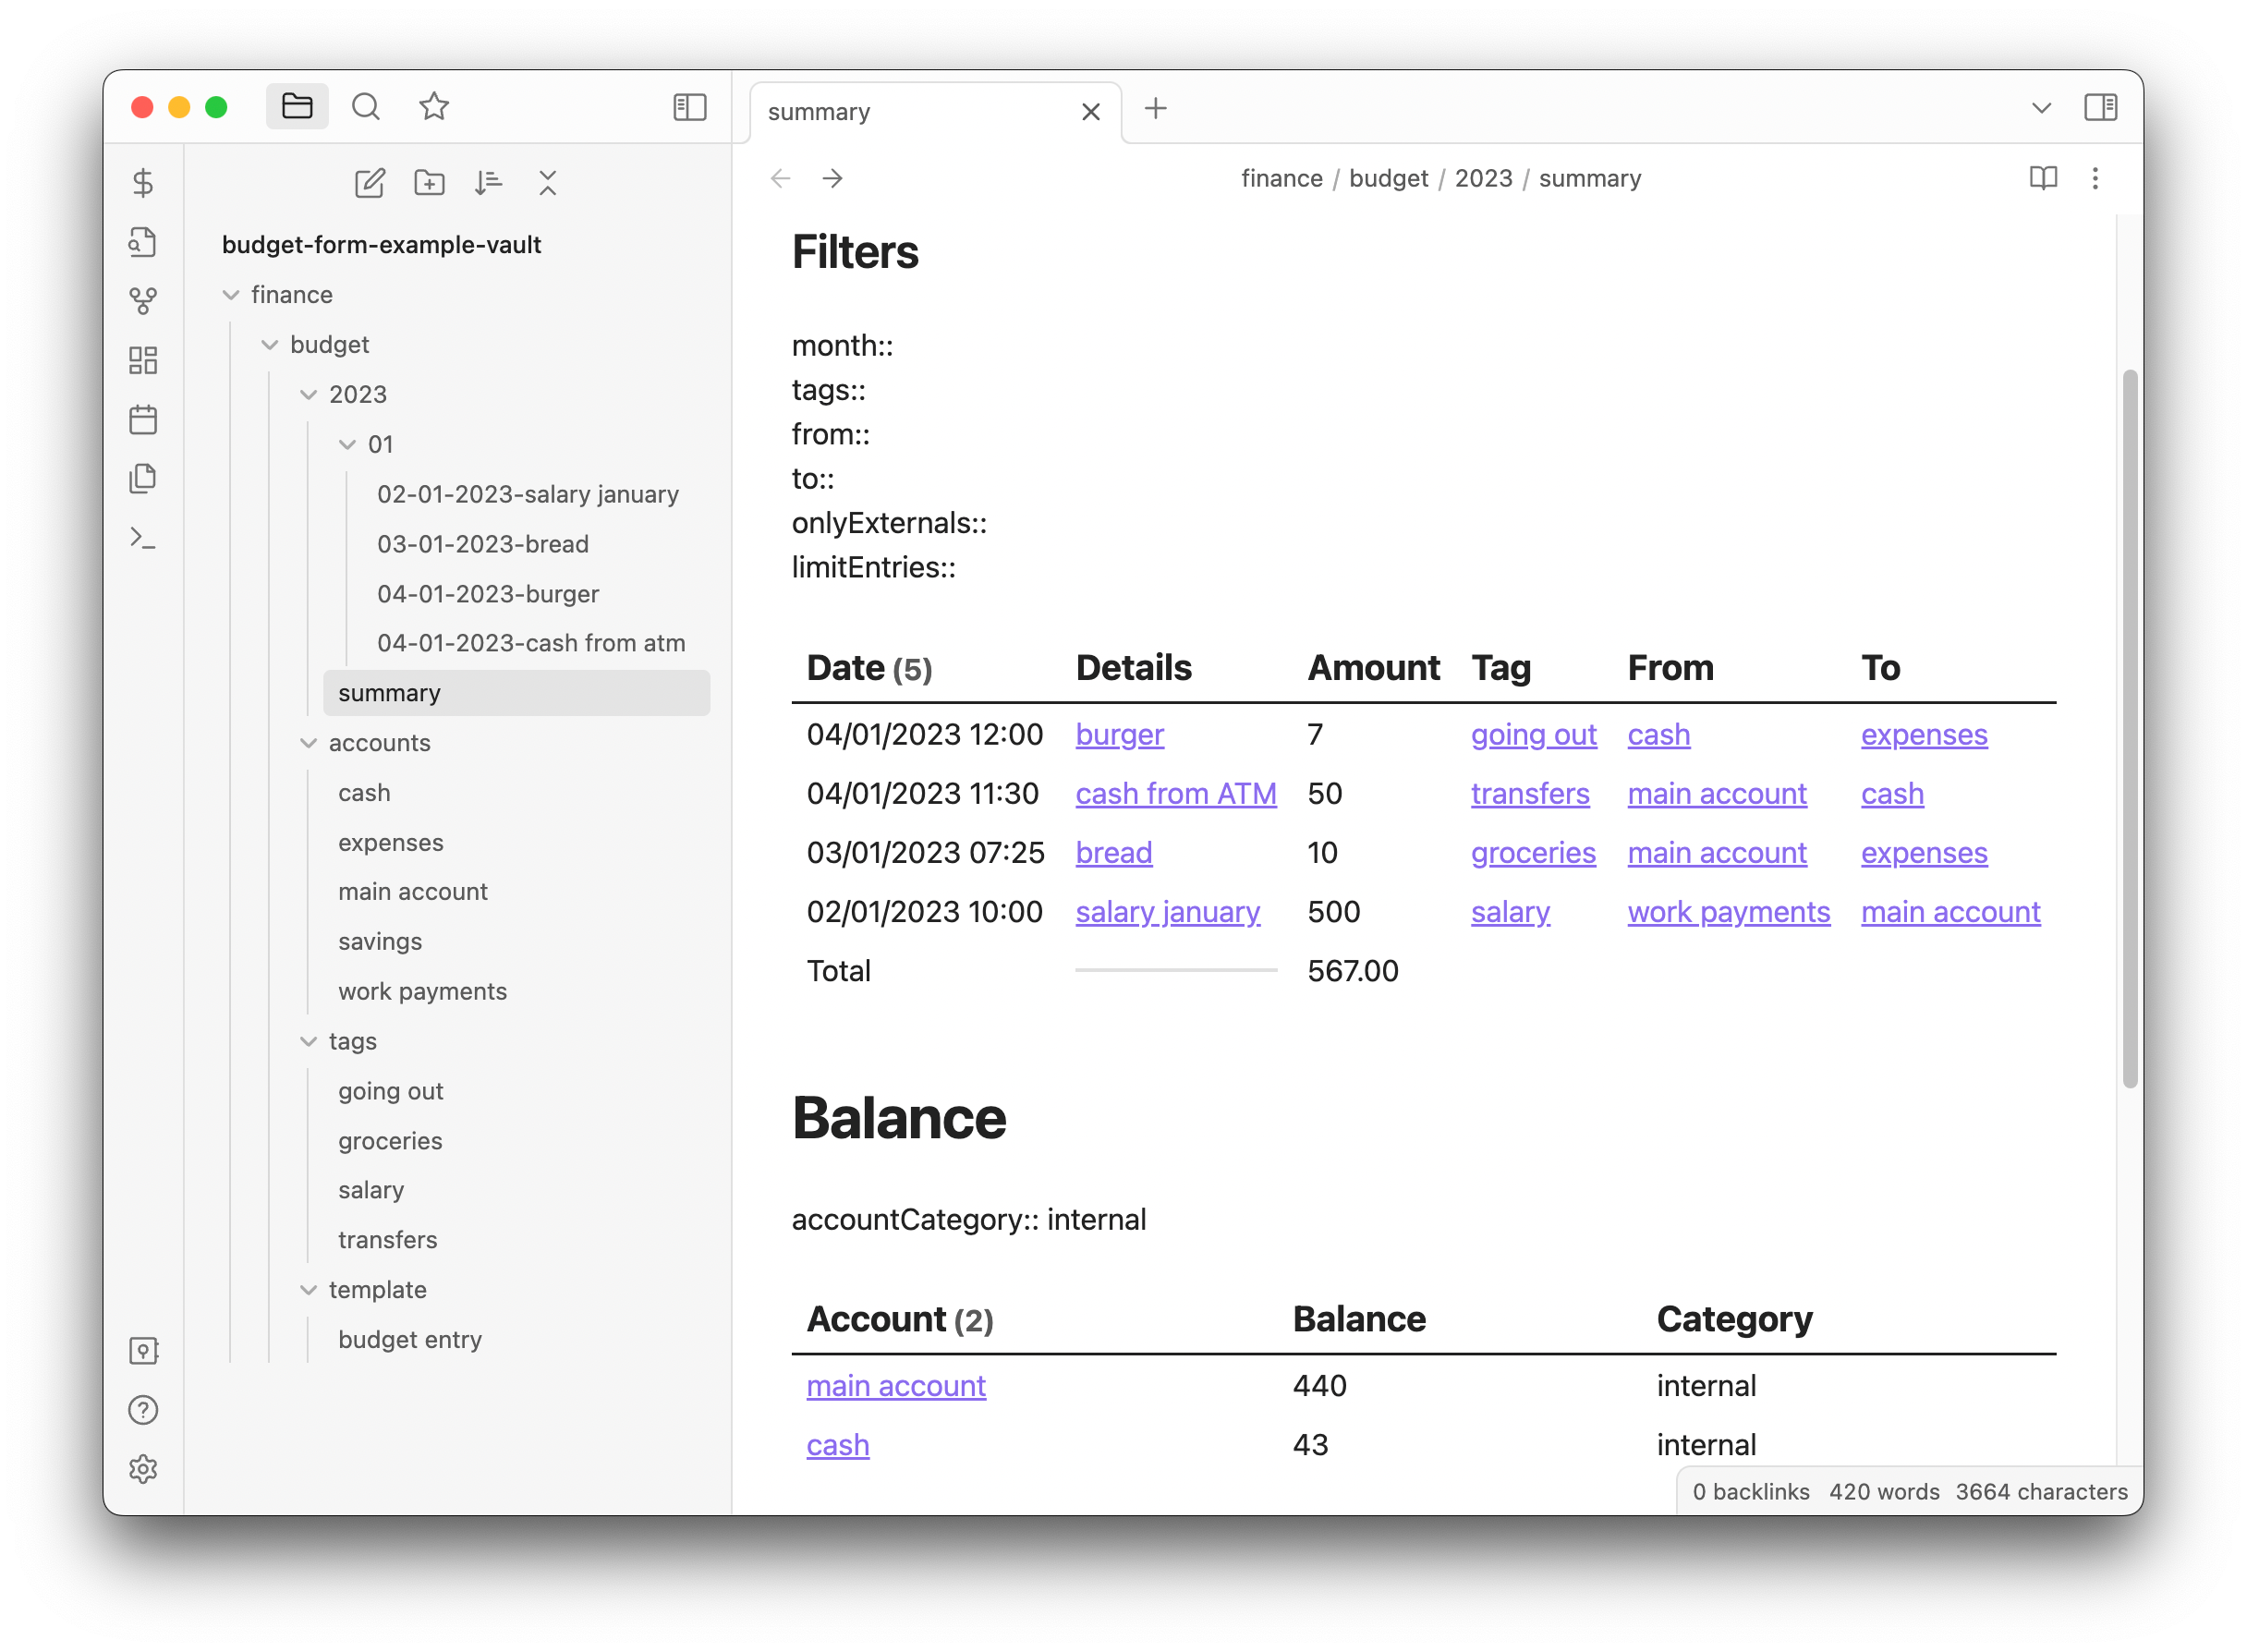 summary
finance / budget / 2023 / summary
budget-form-example-vault
finance
budget
2023
01
02-01-2023-salary january
03-01-2023-bread
04-01-2023-burger
04-01-2023-cash from atm
summary
accounts
cash
expenses
main account
savings
work payments
tags
going out
groceries
salary
transfers
template
budget entry
Filters
month::
tags::
from::
to::
onlyExternals::
limitEntries::
Date (5) Details Amount Tag From To
04/01/2023 12:00 burger 7 going out cash expenses
04/01/2023 11:30 cash from ATM 50 transfers main account cash
03/01/2023 07:25 bread 10 groceries main account expenses
02/01/2023 10:00 salary january 500 salary work payments main account
Total 567.00
Balance
accountCategory:: internal
Account (2) Balance Category
main account 440 internal
cash 43 internal
0 backlinks 420 words 3664 characters